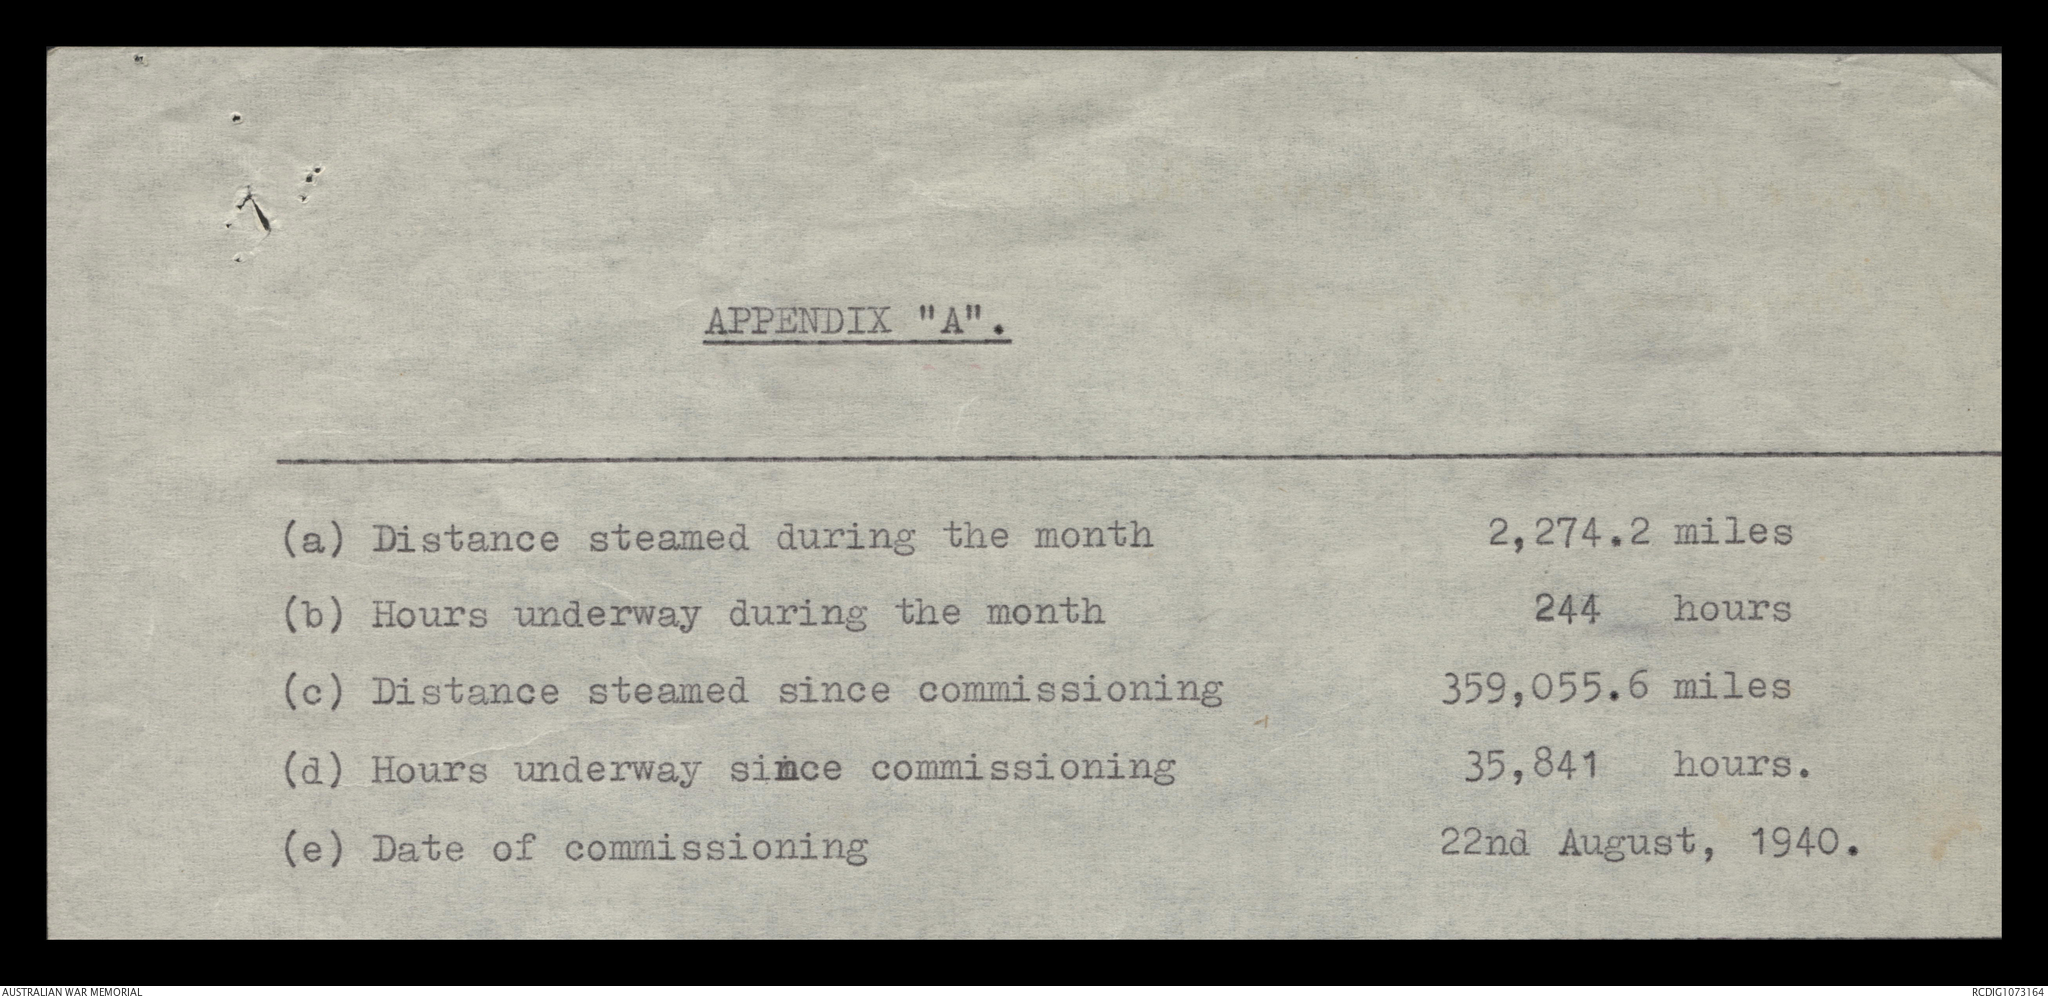 APPENDIX "A".
(a) Distance steamed during the month 2,274.2 miles
(b) Hours underway during the month 244 hours
(c) Distance steamed since commissioning 359,055.6 miles
(d) Hours underway since commissioning 35,841 hours.
(e) Date of commissioning 22nd August, 1940.
AUSTRALIAN WAR MEMORIAL RCDIG1073164